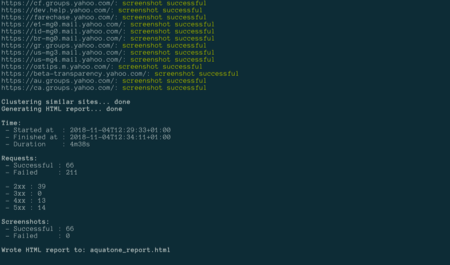 https://cf.groups.yahoo.com/: screenshot successful
https://dev.help.yahoo.com/: screenshot successful
https://farechase.yahoo.com/: screenshot successful
https://et-mg0.mail.yahoo.com/: screenshot successful
https://id-mg0.mail.yahoo.com/: screenshot successful
https://br-mg0.mail.yahoo.com/: screenshot successful
https://gr.groups.yahoo.com/: screenshot successful
https://us-mg3.mail.yahoo.com/: screenshot successful
https://us-mg4.mail.yahoo.com/: screenshot successful
https://oztips.m.yahoo.com/: screenshot successful
https://beta-transparency.yahoo.com/: screenshot successful
https://au.groups.yahoo.com/: screenshot successful
https://ca.groups.yahoo.com/: screenshot successful
Clustering similar sites... done
Generating HTML report... done
Time:
- Started at : 2018-11-04T12:29:33+01:00
- Finished at : 2018-11-04T12:34:11+01:00
- Duration : 4m38s
Requests:
- Successful : 66
- Failed : 211
- 2xx : 39
- 3xx : 0
- 4xx : 13
- 5xx : 14
Screenshots:
- Successful : 66
- Failed : 0
Wrote HTML report to: aquatone_report.html